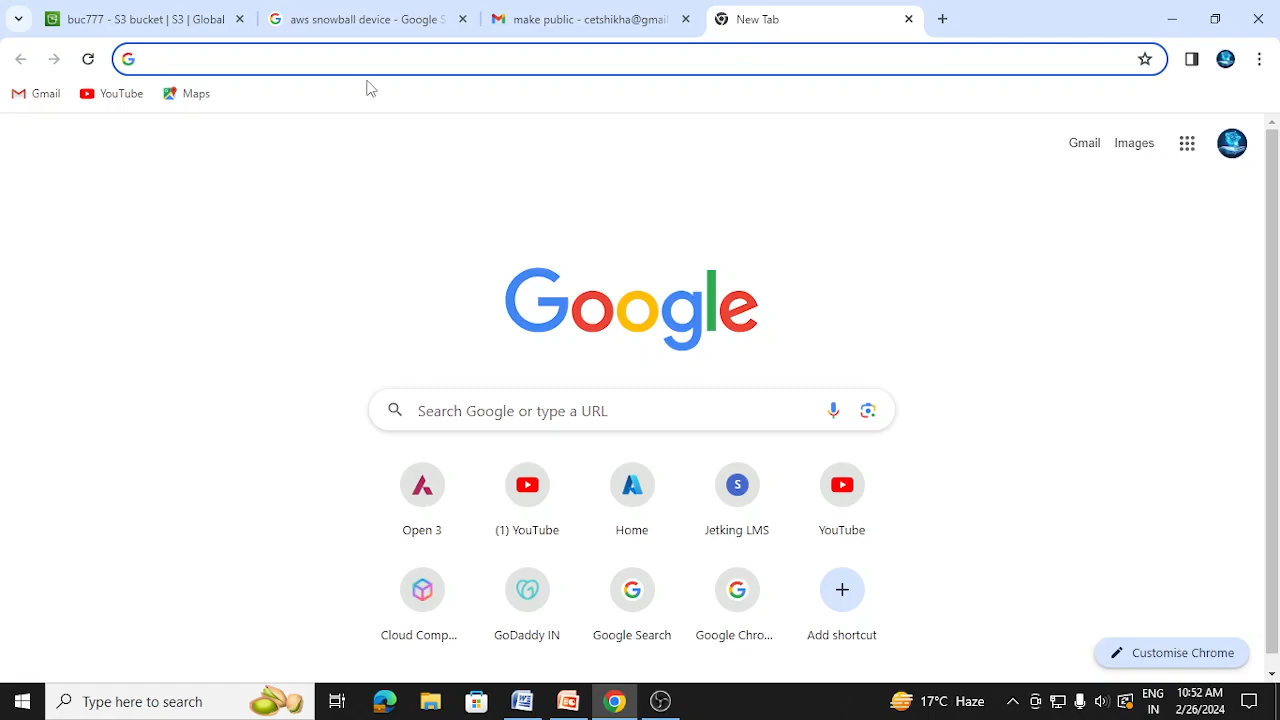 buc777 - S3 bucket | S3 | Global
aws snowball device - Google S
make public - cetshikha@gmail
New Tab
Gmail
YouTube
Maps
Gmail
Images
Google
Search Google or type a URL
Open 3
(1) YouTube
Home
S
Jetking LMS
YouTube
Cloud Comp...
GoDaddy IN
Google Search
Google Chro...
Add shortcut
Customise Chrome
Type here to search
17°C Haze
ENG
IN
10:52 AM
2/26/2024